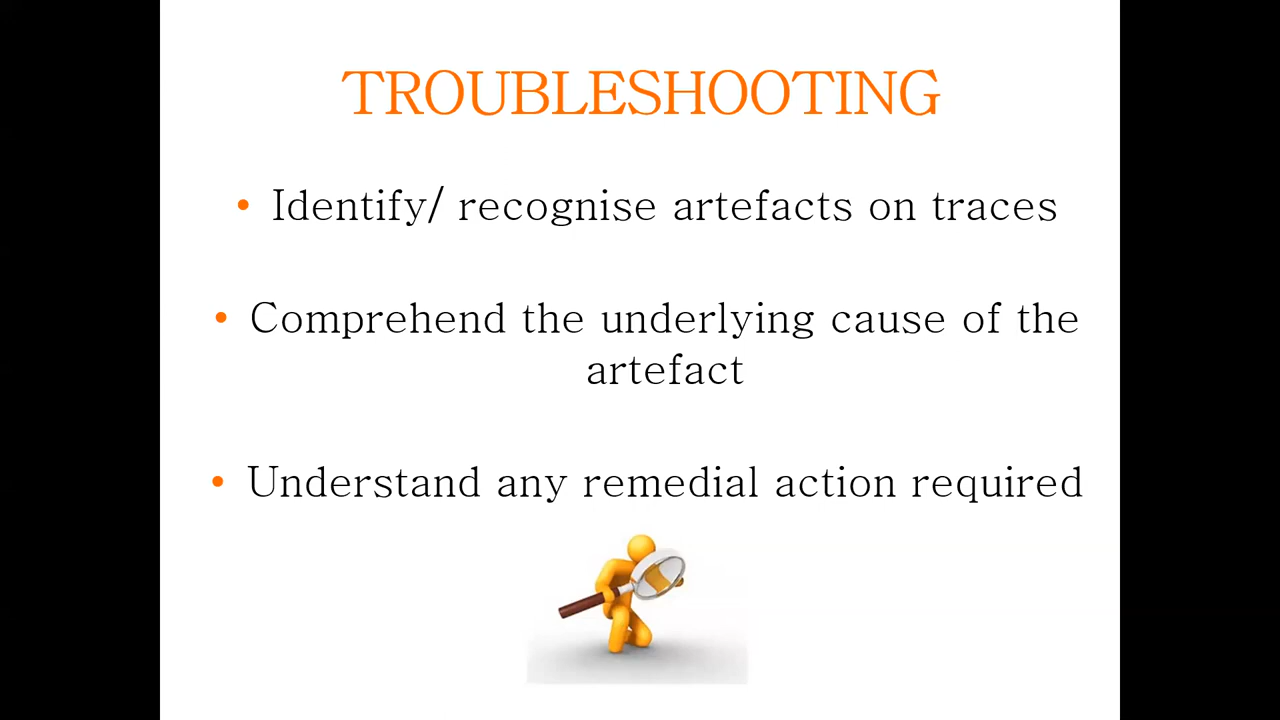 TROUBLESHOOTING
• Identify/ recognise artefacts on traces
• Comprehend the underlying cause of the
artefact
• Understand any remedial action required